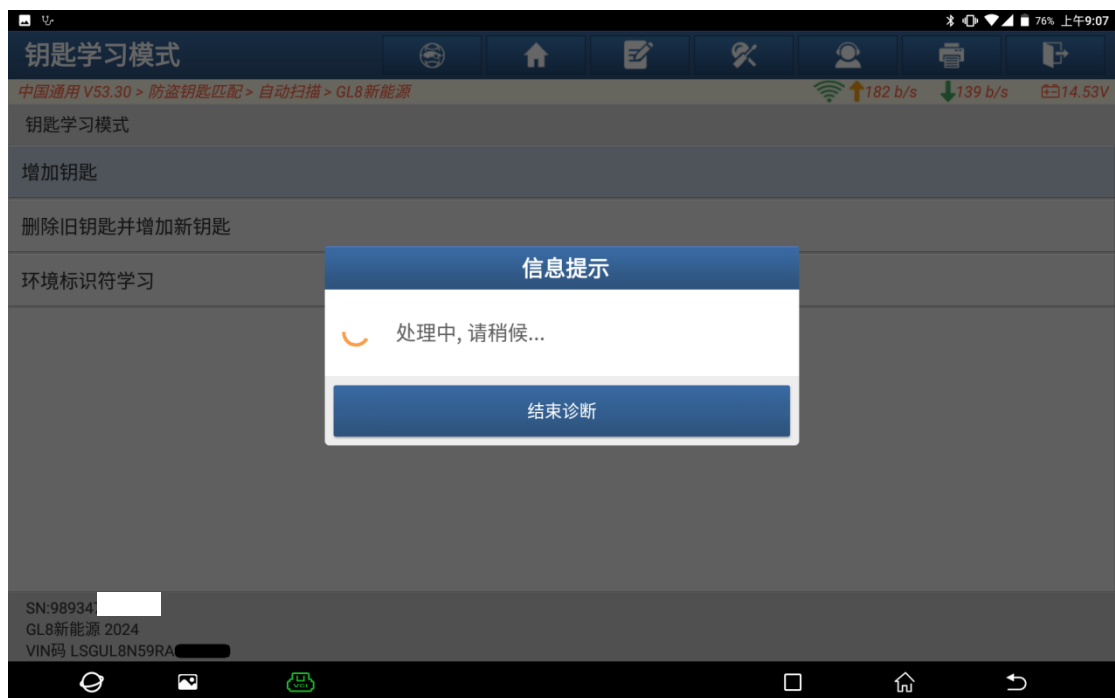 76% 上午9:07
钥匙学习模式
中国通用 V53.30 > 防盗钥匙匹配 > 自动扫描 > GL8新能源 182 b/s 139 b/s 14.53V
钥匙学习模式
增加钥匙
删除旧钥匙并增加新钥匙
环境标识符学习
信息提示
处理中, 请稍候...
结束诊断
SN:98934
GL8新能源 2024
VIN码 LSGUL8N59RA
VCI